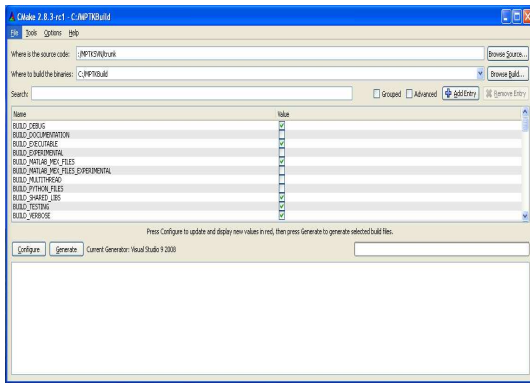 CMake 2.8.3-rc1 - C:/MPTKBuild
File Tools Options Help
Where is the source code: :/MPTKSVN/trunk Browse Source...
Where to build the binaries: C:/MPTKBuild Browse Build...
Search: Grouped Advanced Add Entry Remove Entry
Name Value
BUILD_DEBUG
BUILD_DOCUMENTATION
BUILD_EXECUTABLE
BUILD_EXPERIMENTAL
BUILD_MATLAB_MEX_FILES
BUILD_MATLAB_MEX_FILES_EXPERIMENTAL
BUILD_MULTITHREAD
BUILD_PYTHON_FILES
BUILD_SHARED_LIBS
BUILD_TESTING
BUILD_VERBOSE
Press Configure to update and display new values in red, then press Generate to generate selected build files.
Configure Generate Current Generator: Visual Studio 9 2008